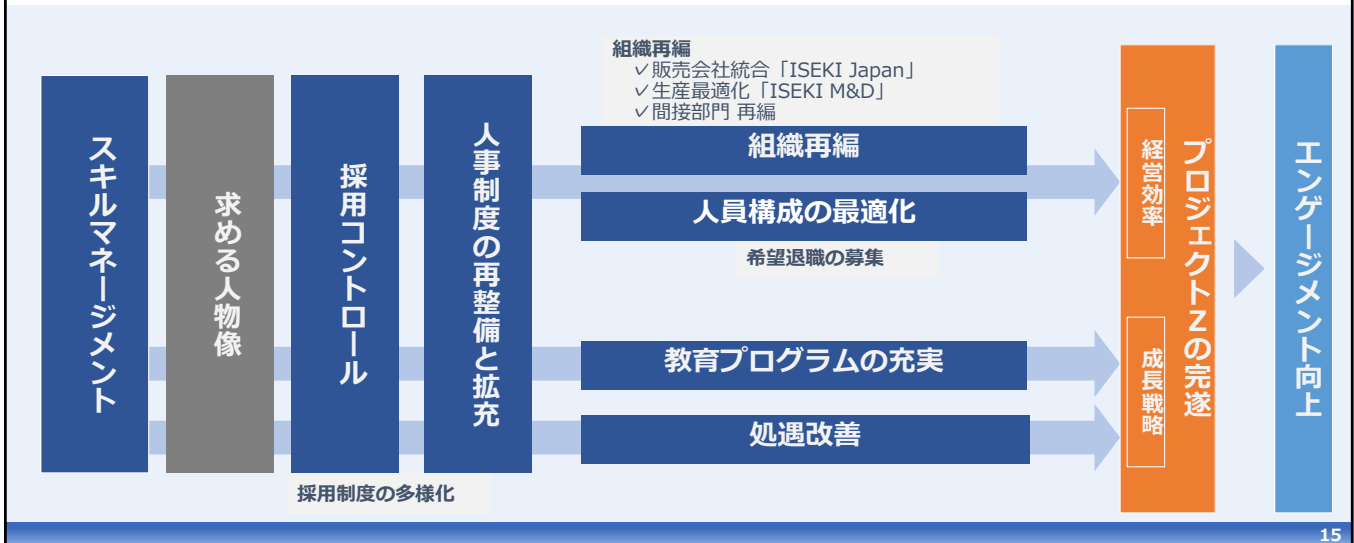 スキルマネージメント
求める人物像
採用コントロール
採用制度の多様化
人事制度の再整備と拡充
組織再編
✓販売会社統合「ISEKI Japan」
✓生産最適化「ISEKI M&D」
✓間接部門 再編
組織再編
人員構成の最適化
希望退職の募集
教育プログラムの充実
処遇改善
経営効率
成長戦略
プロジェクトZの完遂
エンゲージメント向上
15